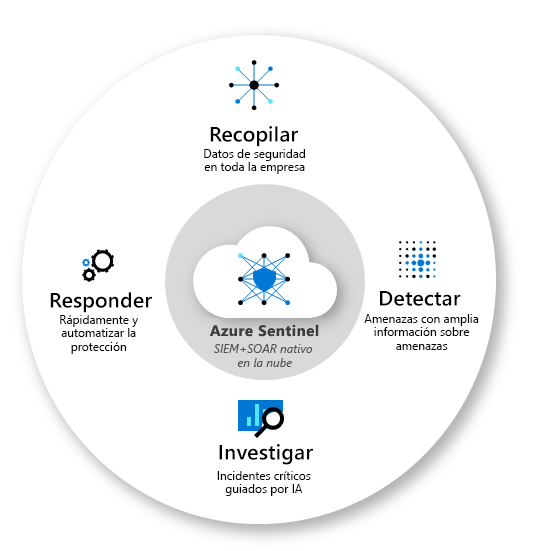 Recopilar
Datos de seguridad
en toda la empresa
Responder
Rápidamente y
automatizar la
protección
Azure Sentinel
SIEM+SOAR nativo
en la nube
Detectar
Amenazas con amplia
información sobre
amenazas
Investigar
Incidentes críticos
guiados por IA